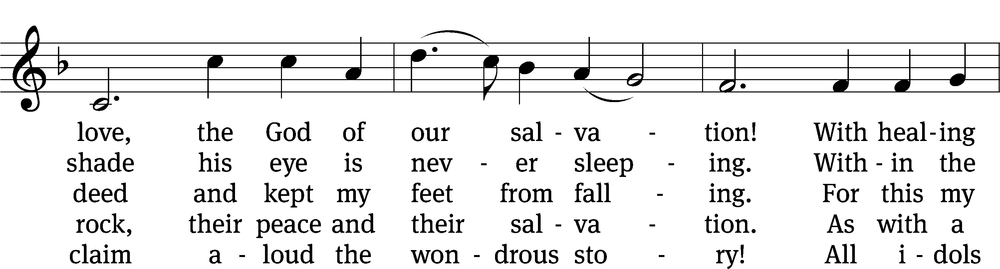 love, the God of our sal - va - tion! With heal - ing
shade his eye is nev - er sleep - ing. With - in the
deed and kept my feet from fall - ing. For this my
rock, their peace and their sal - va - tion. As with a
claim a - loud the won - drous sto - ry! All i - dols